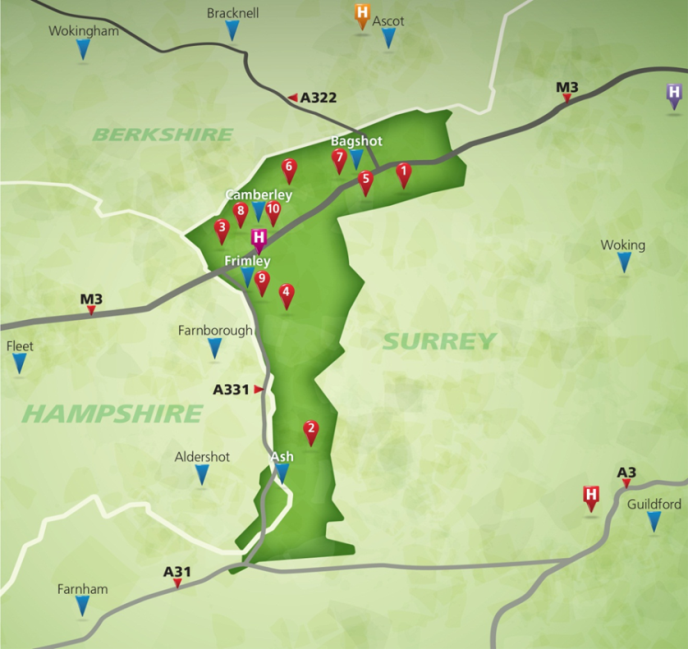 Bracknell
H
Ascot
Wokingham
M3
H
A322
BERKSHIRE
Bagshot
7
6
1
5
Camberley
8
10
3
H
Woking
Frimley
9
4
M3
Farnborough
SURREY
Fleet
A331
HAMPSHIRE
2
Aldershot
Ash
A3
H
Guildford
A31
Farnham